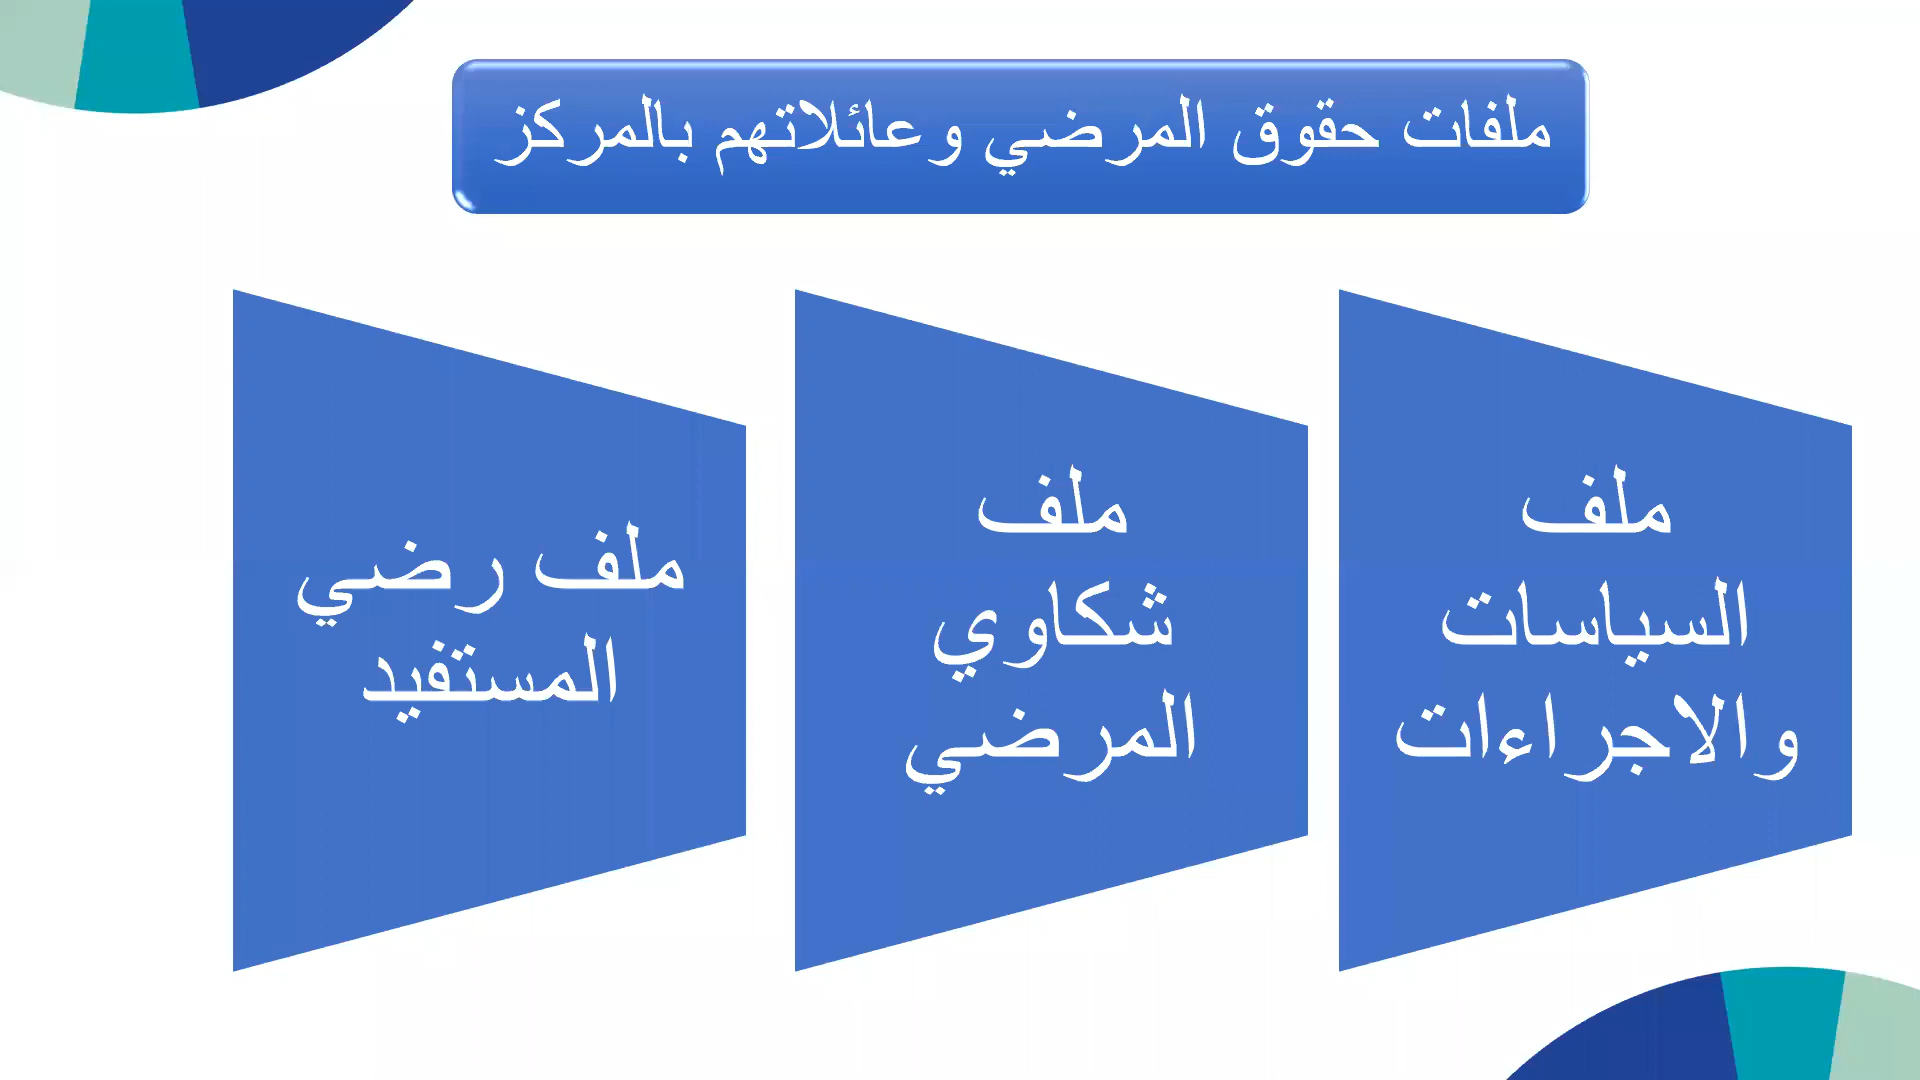 ملفات حقوق المرضي وعائلاتهم بالمركز
ملف
السياسات
والاجراءات
ملف
شكاوي
المرضي
ملف رضي
المستفيد